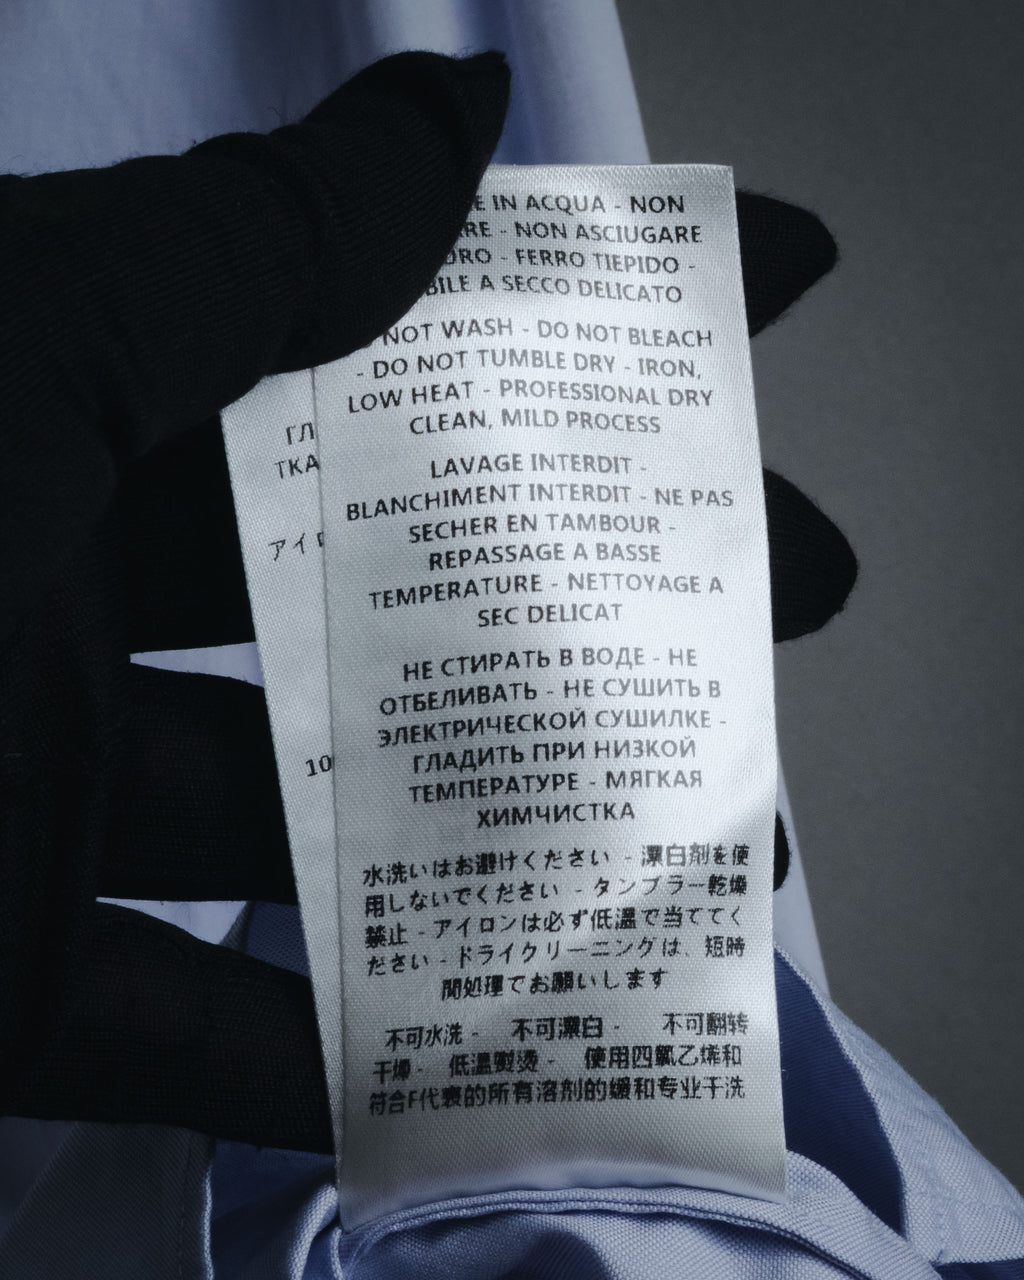 IN ACQUA - NON
- NON ASCIUGARE
- FERRO TIEPIDO -
A SECCO DELICATO
NOT WASH - DO NOT BLEACH
- DO NOT TUMBLE DRY - IRON,
LOW HEAT - PROFESSIONAL DRY
CLEAN, MILD PROCESS
LAVAGE INTERDIT -
BLANCHIMENT INTERDIT - NE PAS
SECHER EN TAMBOUR -
REPASSAGE A BASSE
TEMPERATURE - NETTOYAGE A
SEC DELICAT
НЕ СТИРАТЬ В ВОДЕ - НЕ
ОТБЕЛИВАТЬ - НЕ СУШИТЬ В
ЭЛЕКТРИЧЕСКОЙ СУШИЛКЕ -
ГЛАДИТЬ ПРИ НИЗКОЙ
ТЕМПЕРАТУРЕ - МЯГКАЯ
ХИМЧИСТКА
水洗いはお避けください - 漂白剤を使
用しないでください - タンブラー乾燥
禁止 - アイロンは必ず低温で当ててく
ださい - ドライクリーニングは、短時
間処理でお願いします
不可水洗 - 不可漂白 - 不可翻转
干燥 - 低温熨烫 - 使用四氯乙烯和
符合F代表的所有溶剂的缓和专业干洗
ГЛ
ТКА
アイロ
10